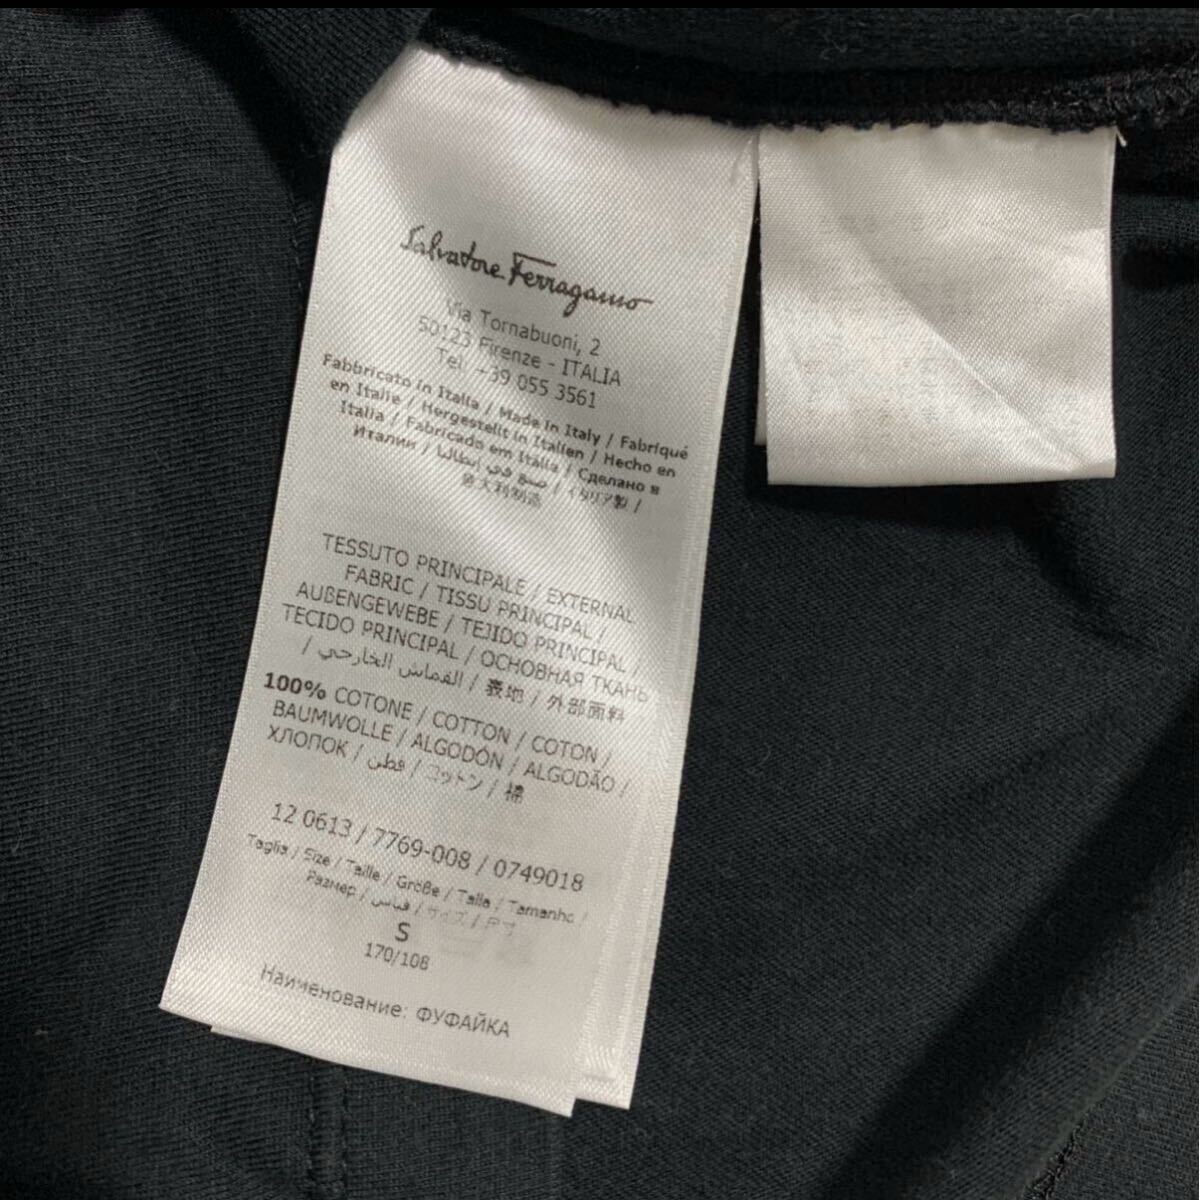 Salvatore Ferragamo
Via Tornabuoni, 2
50123 Firenze - ITALIA
Tel. +39 055 3561
Fabbricato in Italia / Made in Italy / Fabriqué
en Italie / Hergestellt in Italien / Hecho en
Italia / Fabricado em Italia / Сделано в
Италии / صنع في إيطاليا / イタリア製 /
意大利制造
TESSUTO PRINCIPALE / EXTERNAL
FABRIC / TISSU PRINCIPAL /
AUßENGEWEBE / TEJIDO PRINCIPAL /
TECIDO PRINCIPAL / ОСНОВНАЯ ТКАНЬ
/ القماش الخارجي / 表地 / 外部面料
100% COTONE / COTTON / COTON /
BAUMWOLLE / ALGODÓN / ALGODÃO /
ХЛОПОК / قطن / コットン / 棉
12 0613 / 7769-008 / 0749018
Taglia / Size / Taille / Größe / Talla / Tamanho /
Размер / قياس / サイズ / 尺寸
S
170/108
Наименование: ФУФАЙКА